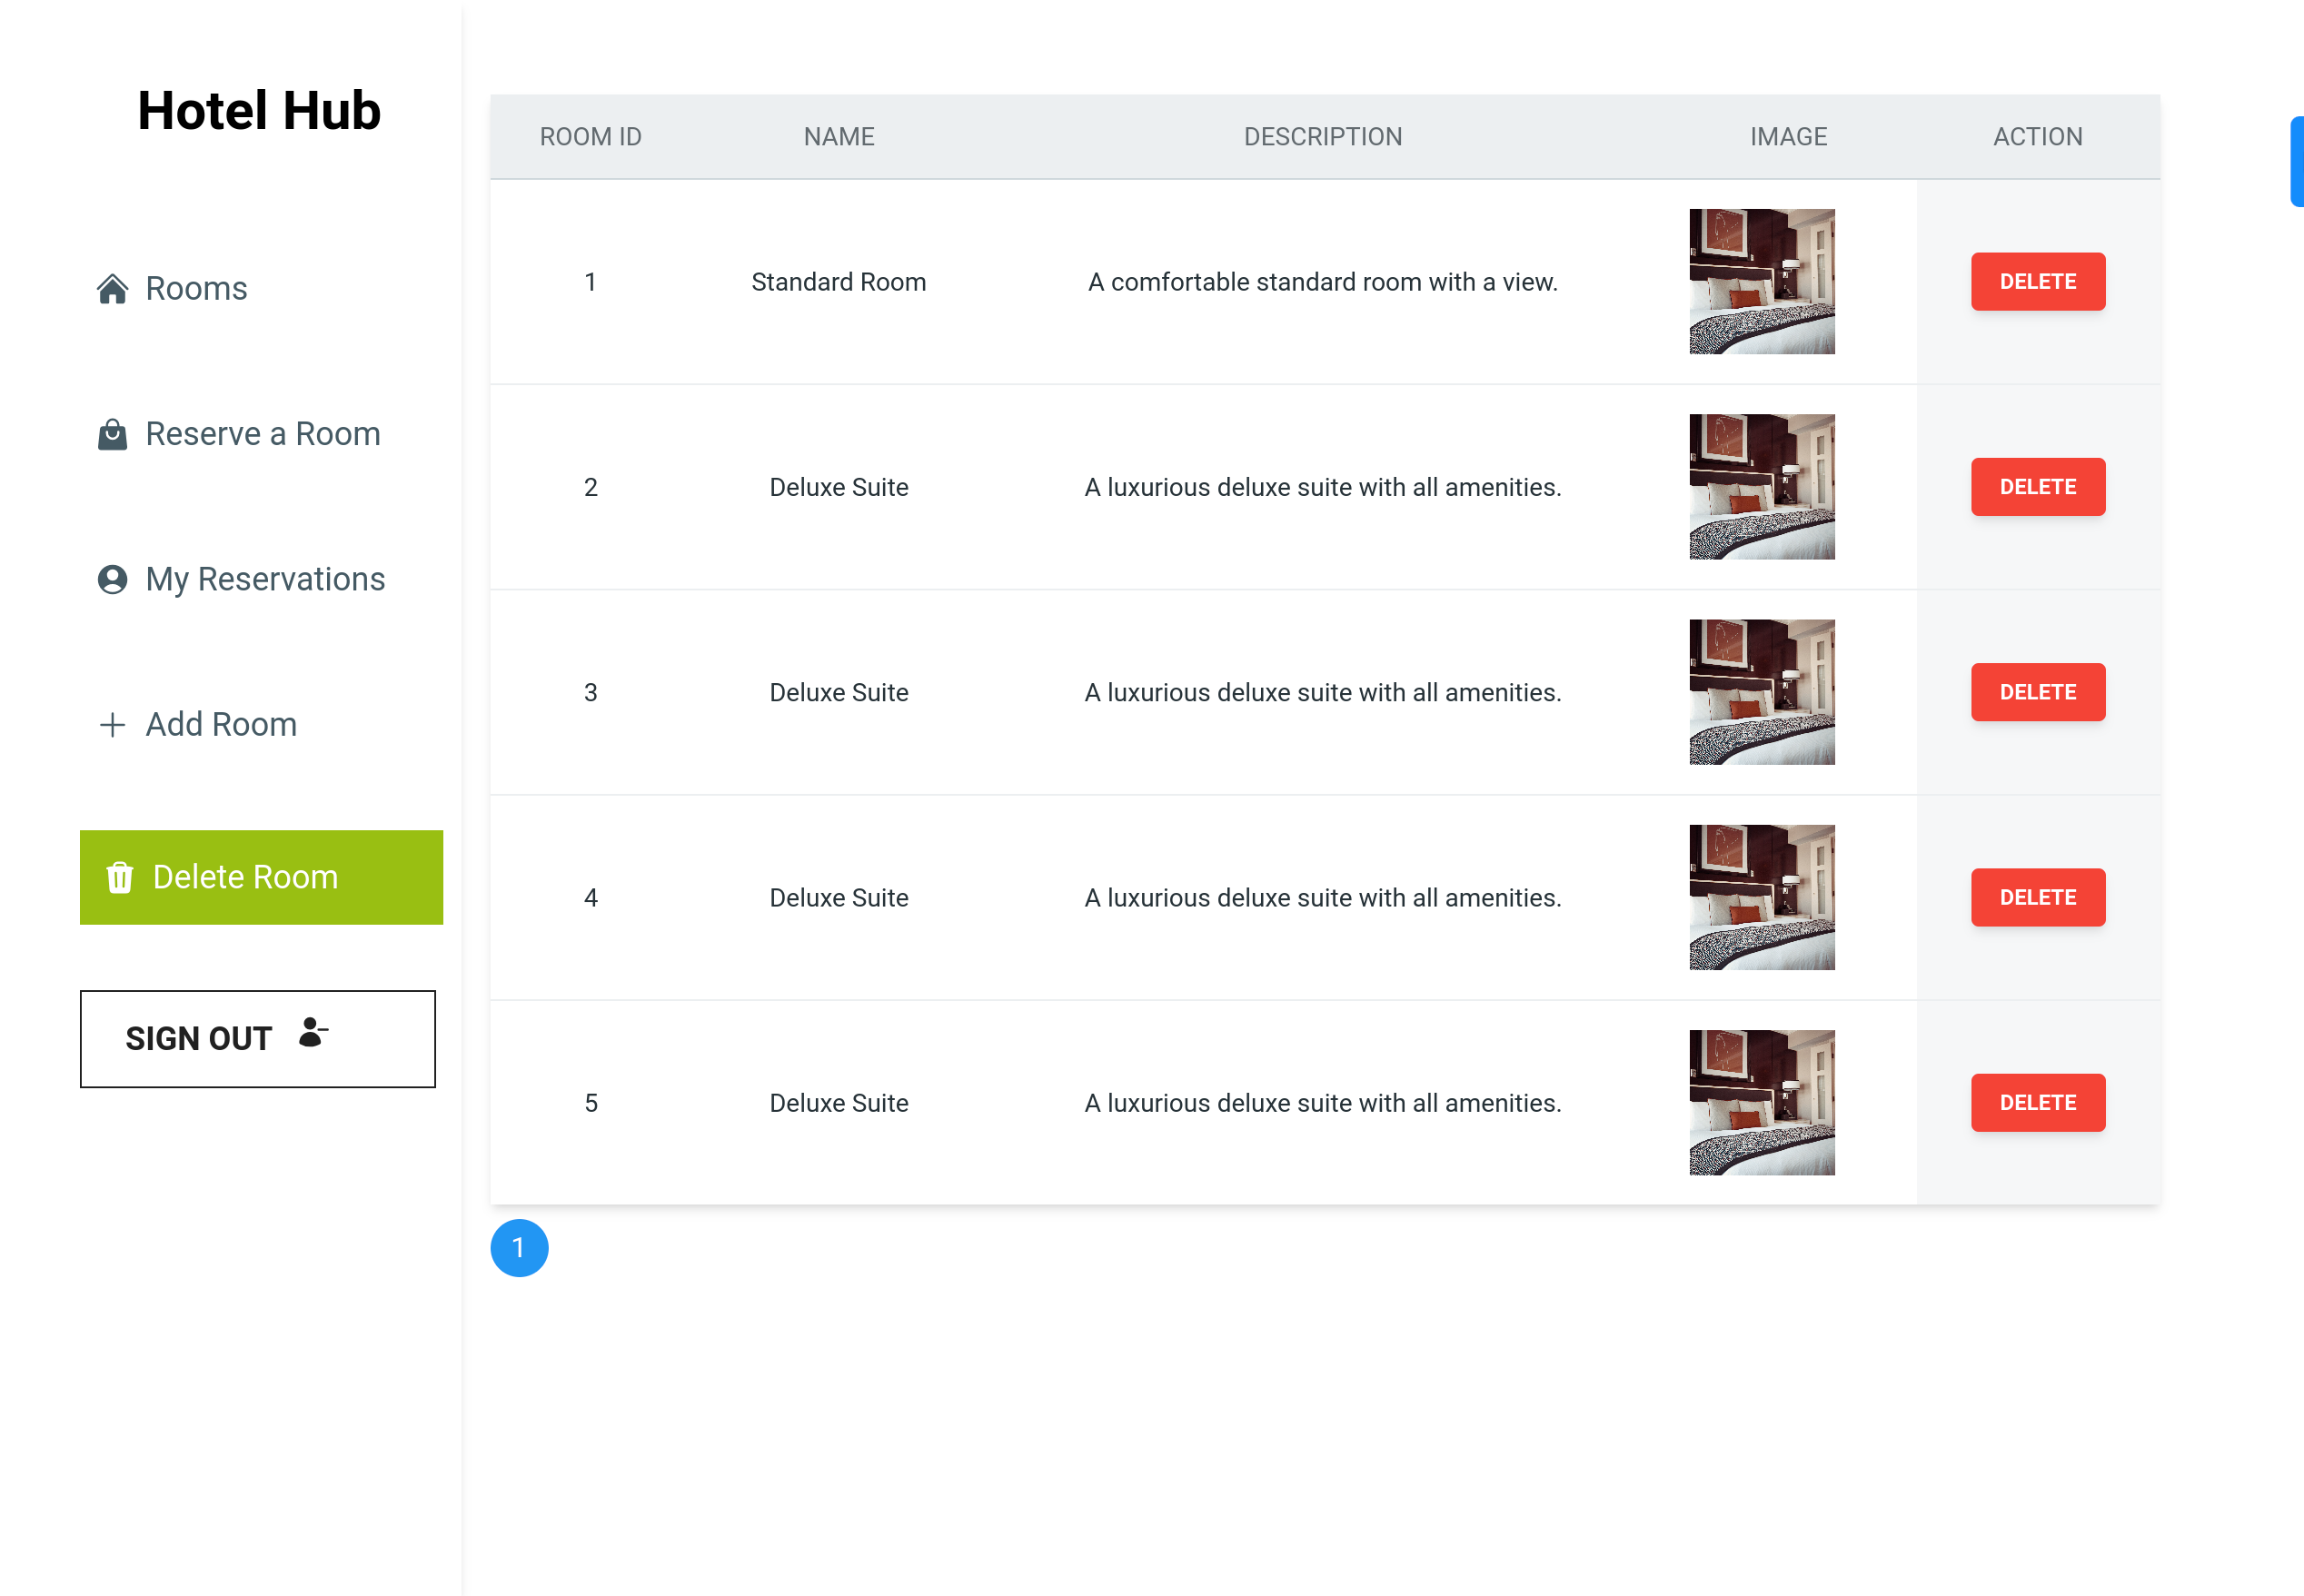 Hotel Hub
Rooms
Reserve a Room
My Reservations
Add Room
Delete Room
SIGN OUT
ROOM ID NAME DESCRIPTION IMAGE ACTION
1 Standard Room A comfortable standard room with a view. DELETE
2 Deluxe Suite A luxurious deluxe suite with all amenities. DELETE
3 Deluxe Suite A luxurious deluxe suite with all amenities. DELETE
4 Deluxe Suite A luxurious deluxe suite with all amenities. DELETE
5 Deluxe Suite A luxurious deluxe suite with all amenities. DELETE
1